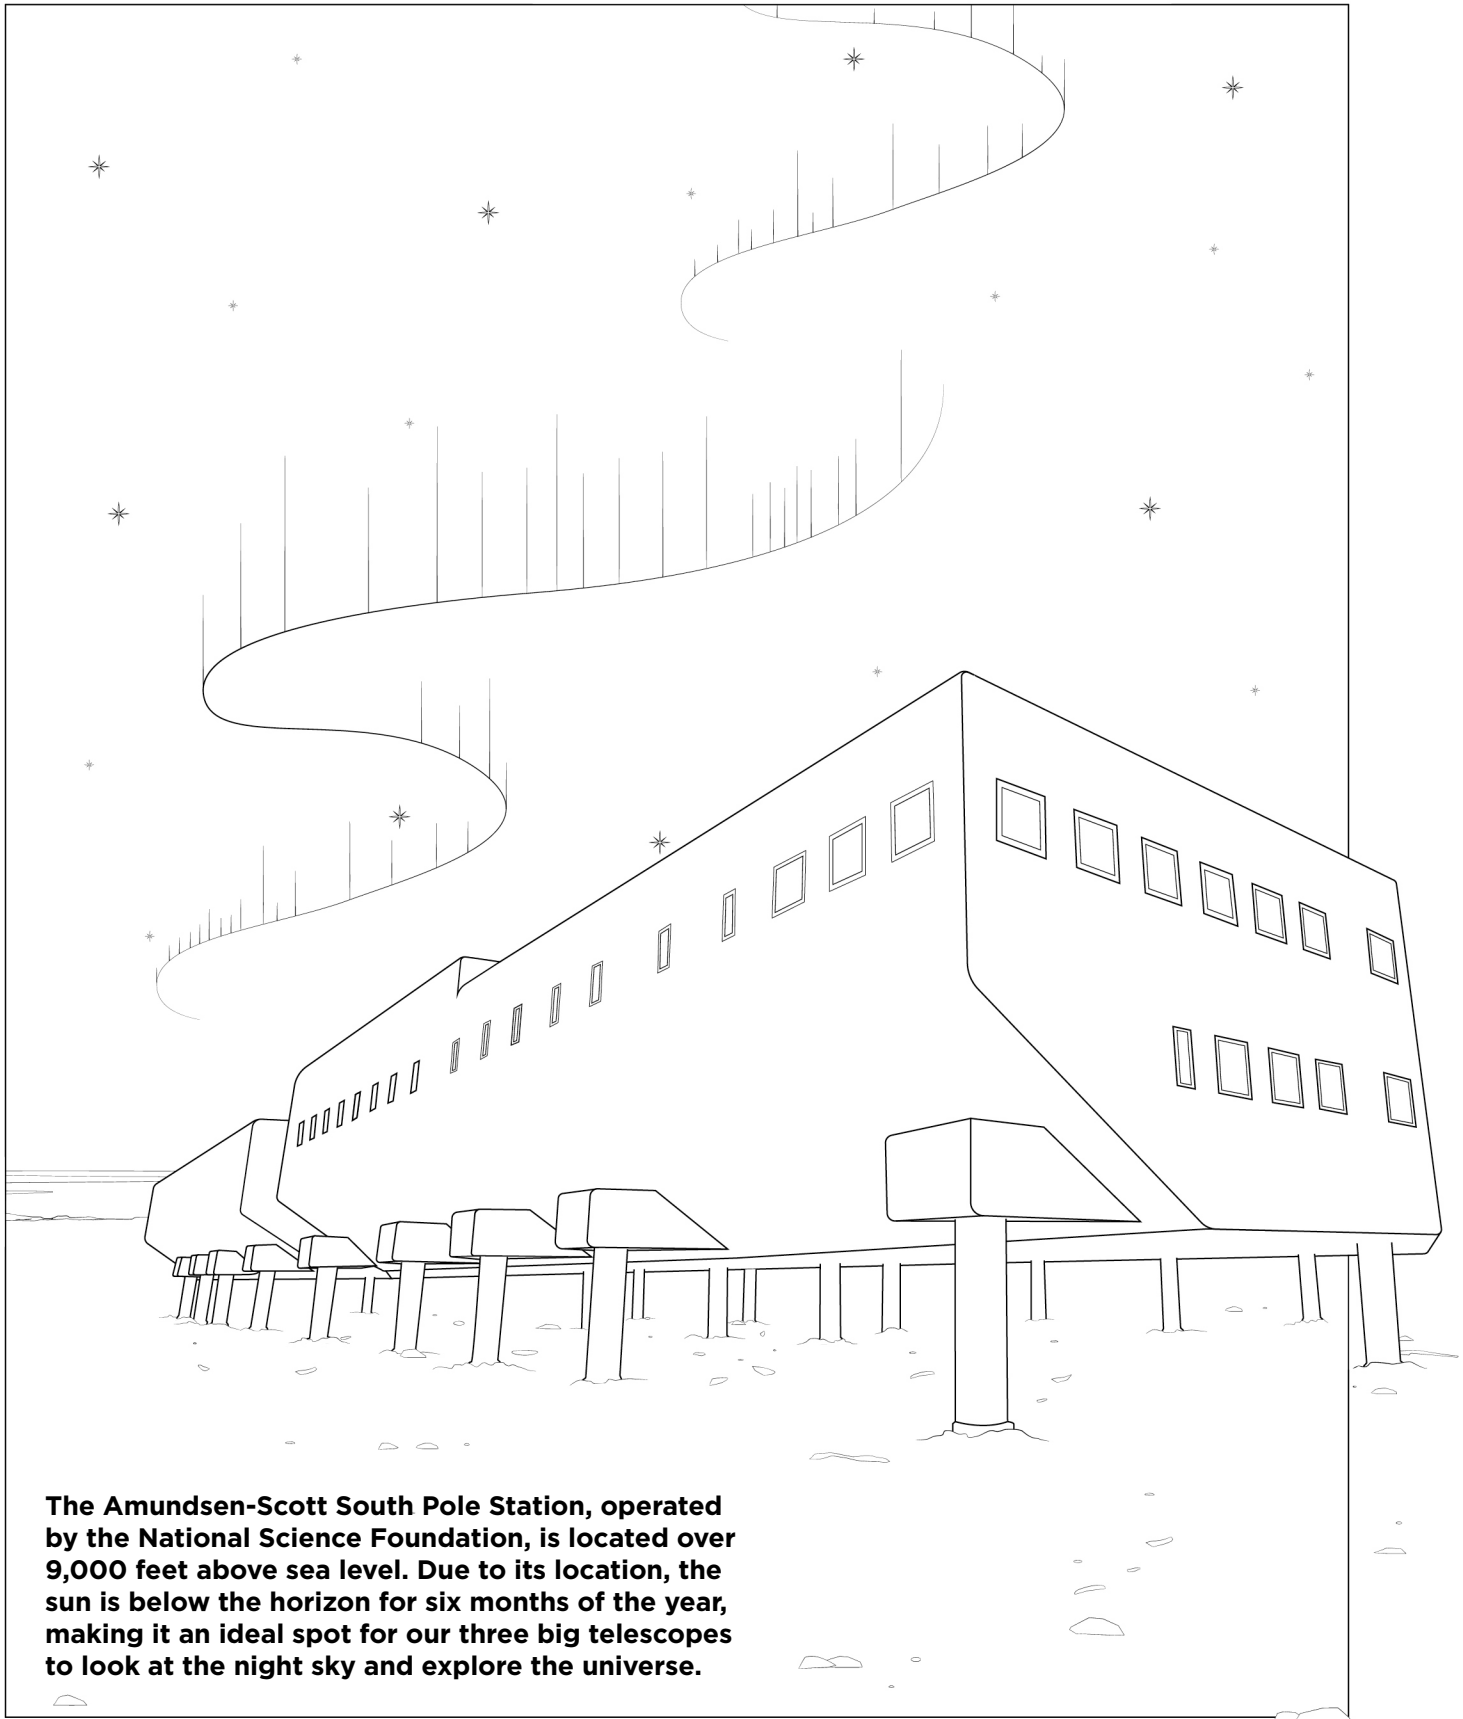 The Amundsen-Scott South Pole Station, operated
by the National Science Foundation, is located over
9,000 feet above sea level. Due to its location, the
sun is below the horizon for six months of the year,
making it an ideal spot for our three big telescopes
to look at the night sky and explore the universe.